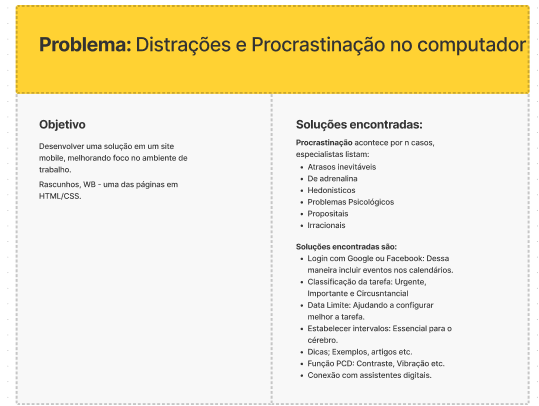 Problema: Distrações e Procrastinação no computador
Objetivo
Desenvolver uma solução em um site
mobile, melhorando foco no ambiente de
trabalho.
Rascunhos, WB - uma das páginas em
HTML/CSS.
Soluções encontradas:
Procrastinação acontece por n casos,
especialistas listam:
• Atrasos inevitáveis
• De adrenalina
• Hedonisticos
• Problemas Psicológicos
• Propositais
• Irracionais
Soluções encontradas são:
• Login com Google ou Facebook: Dessa
maneira incluir eventos nos calendários.
• Classificação da tarefa: Urgente,
Importante e Circusntancial
• Data Limite: Ajudando a configurar
melhor a tarefa.
• Estabelecer intervalos: Essencial para o
cérebro.
• Dicas; Exemplos, artigos etc.
• Função PCD: Contraste, Vibração etc.
• Conexão com assistentes digitais.